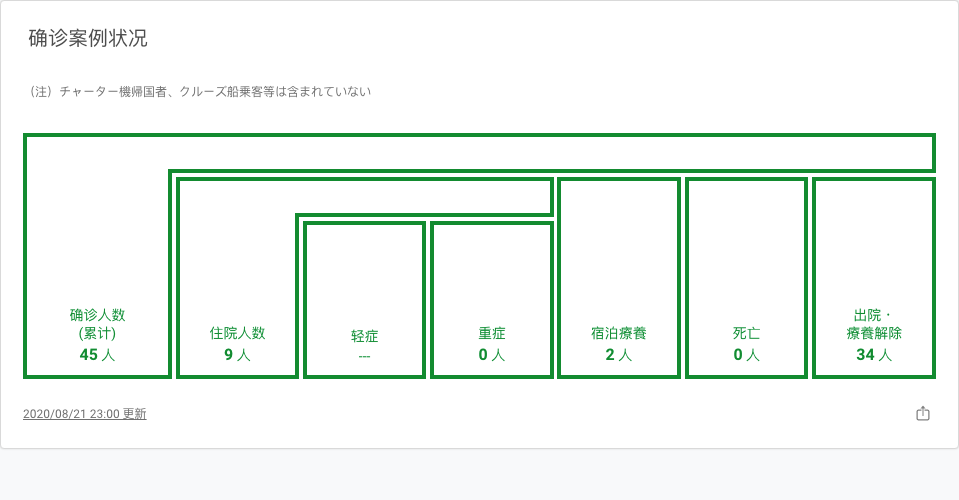 确诊案例状况
（注）チャーター機帰国者、クルーズ船乗客等は含まれていない
确诊人数
(累计)
45 人
住院人数
9 人
轻症
---
重症
0 人
宿泊療養
2 人
死亡
0 人
出院・
療養解除
34 人
2020/08/21 23:00 更新